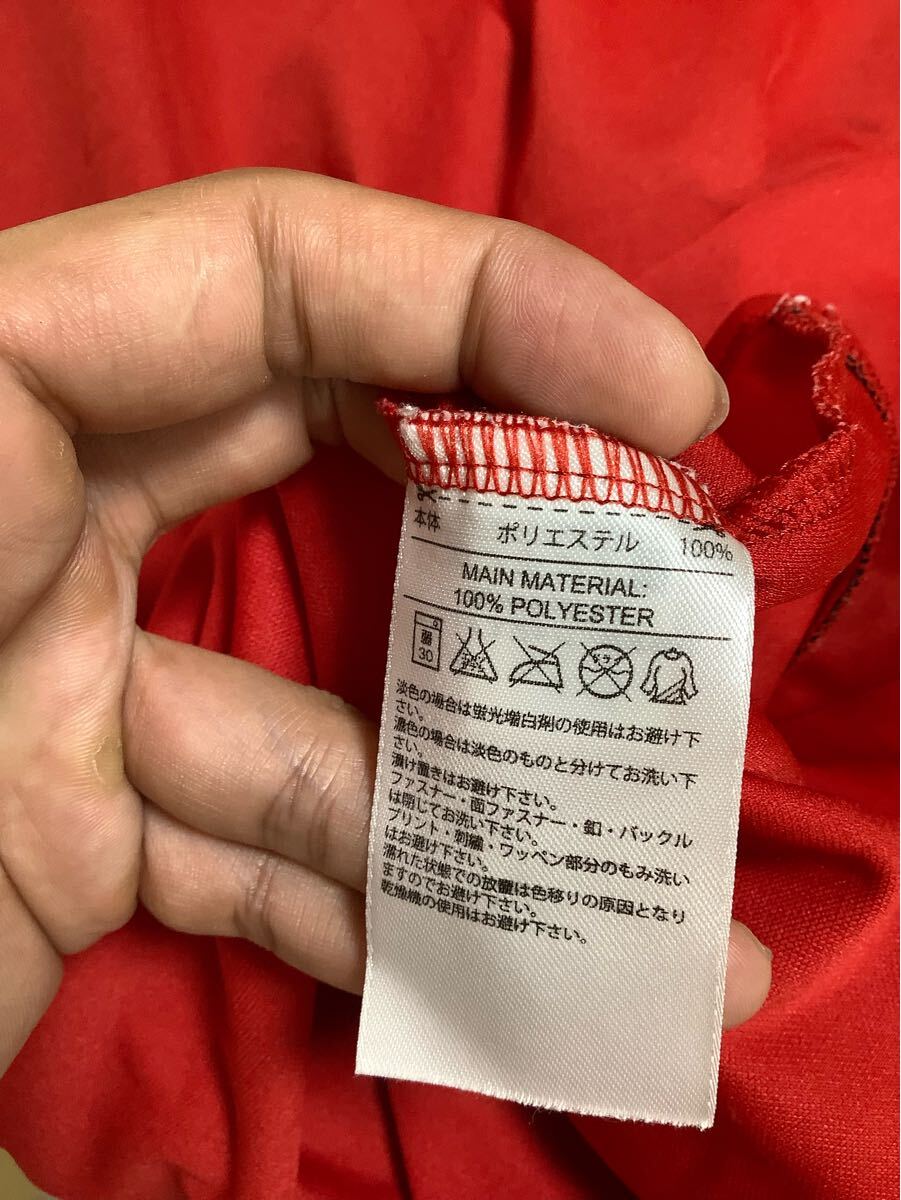 本体 ポリエステル 100%
MAIN MATERIAL:
100% POLYESTER
弱
30
淡色の場合は蛍光増白剤の使用はお避け下
さい。
濃色の場合は淡色のものと分けてお洗い下
さい。
漬け置きはお避け下さい。
ファスナー・面ファスナー・釦・バックル
は閉じてお洗い下さい。
プリント・刺繍・ワッペン部分のもみ洗い
はお避け下さい。
濡れた状態での放置は色移りの原因となり
ますのでお避け下さい。
乾燥機の使用はお避け下さい。